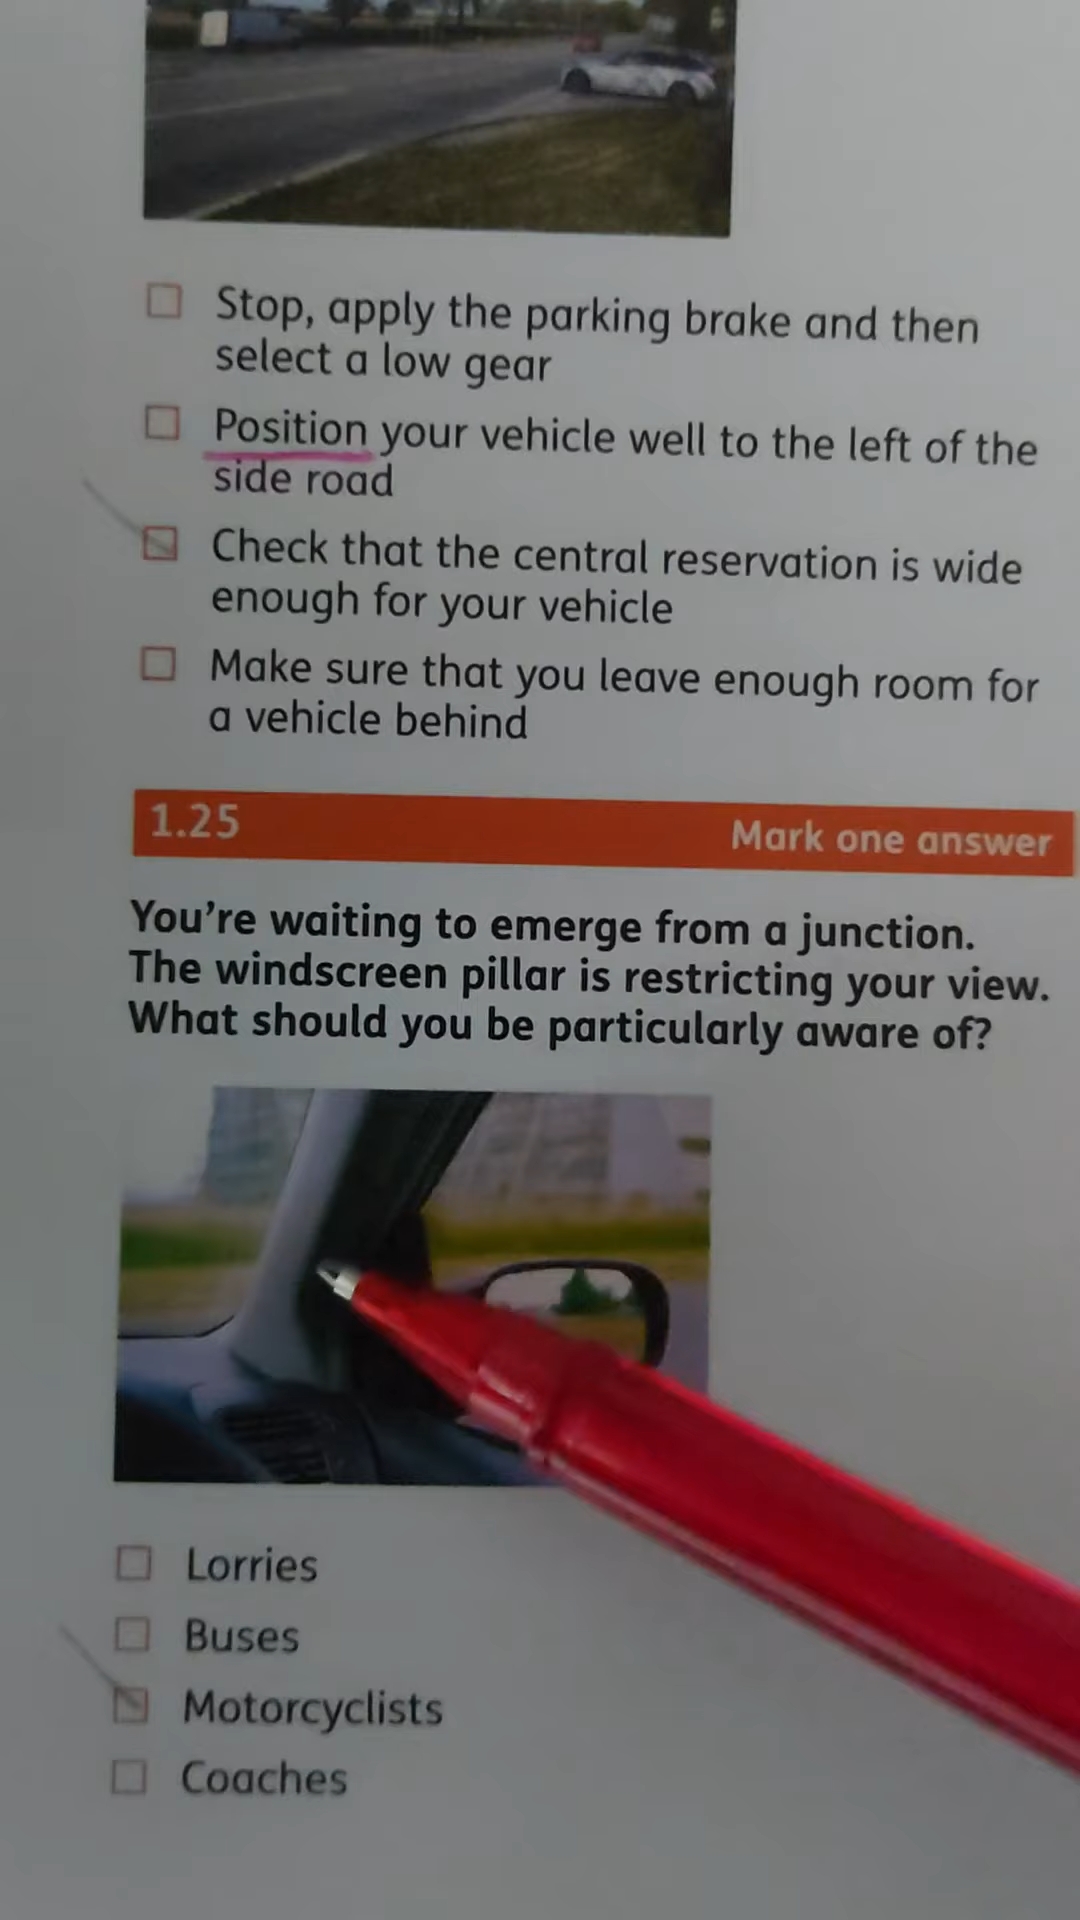 Stop, apply the parking brake and then
select a low gear
Position your vehicle well to the left of the
side road
Check that the central reservation is wide
enough for your vehicle
Make sure that you leave enough room for
a vehicle behind
1.25 Mark one answer
You're waiting to emerge from a junction.
The windscreen pillar is restricting your view.
What should you be particularly aware of?
Lorries
Buses
Motorcyclists
Coaches